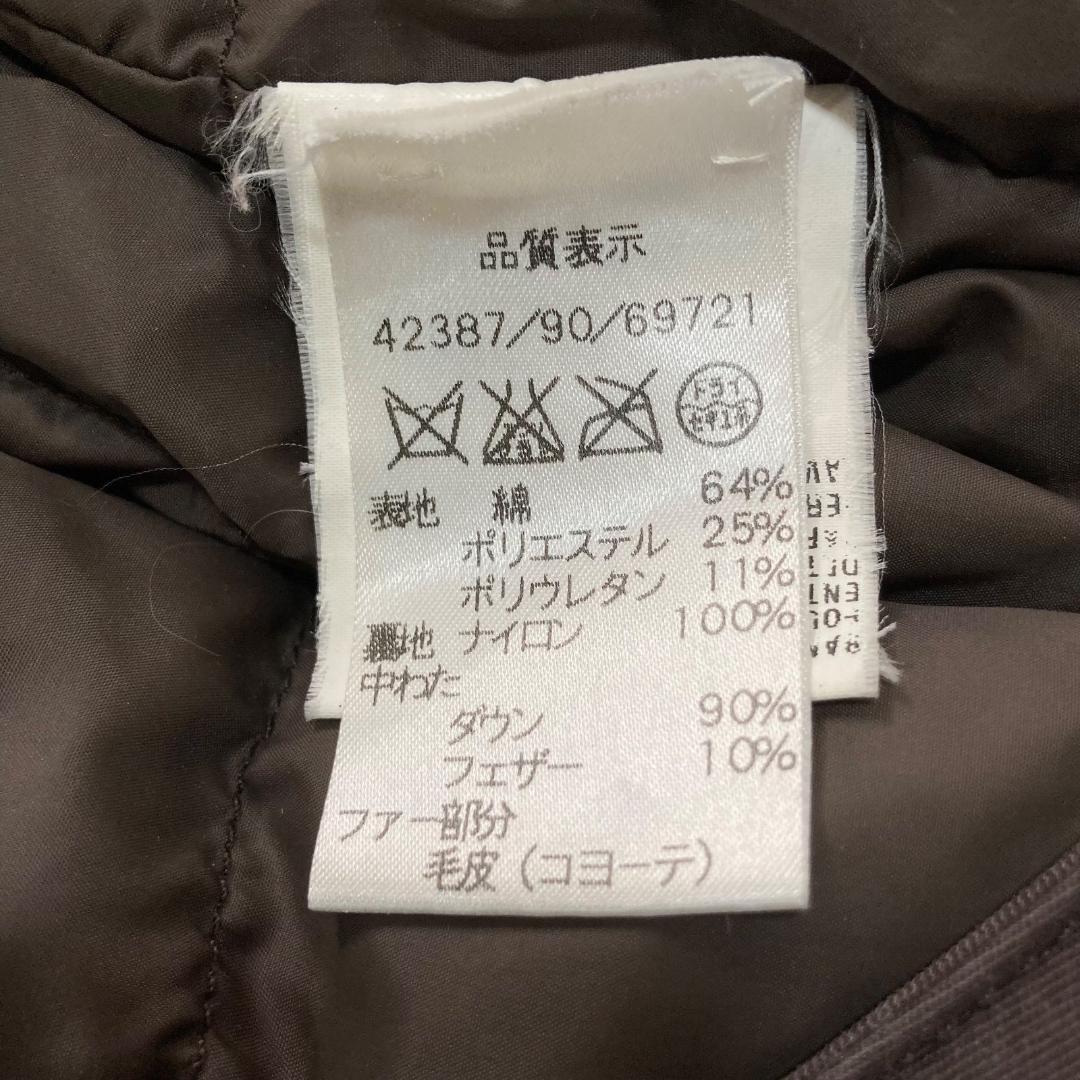 品質表示
42387/90/69721
ドライ
セキユ系
表地 綿 64%
ポリエステル 25%
ポリウレタン 11%
裏地 ナイロン 100%
中わた
ダウン 90%
フェザー 10%
ファー部分
毛皮（コヨーテ）